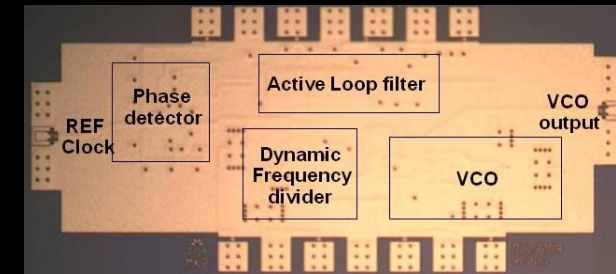 Phase
detector
Active Loop filter
REF
Clock
VCO
output
Dynamic
Frequency
divider
VCO